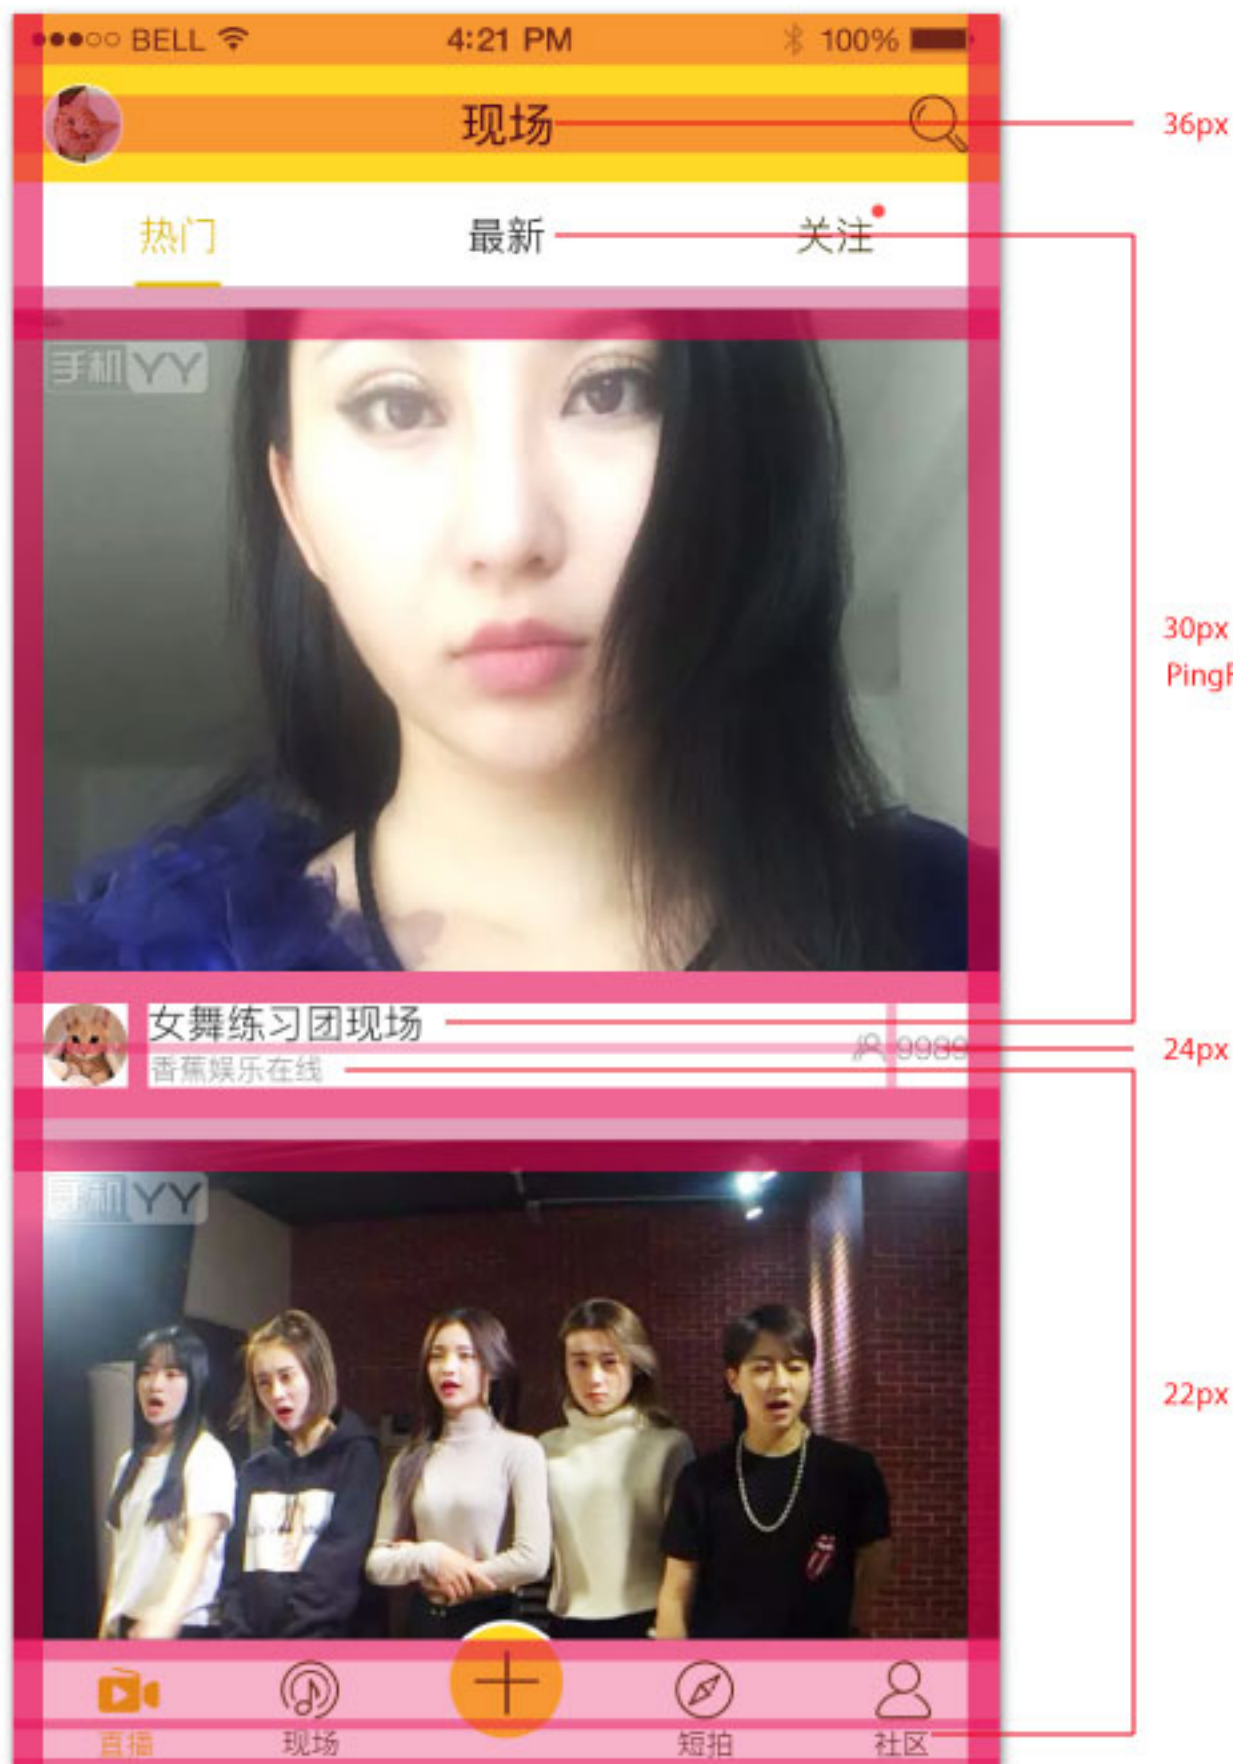 BELL 4:21 PM 100%
现场
36px
热门 最新 关注
手机YY
30px
女舞练习团现场
9989
24px
香蕉娱乐在线
手机YY
22px
直播 现场 短拍 社区